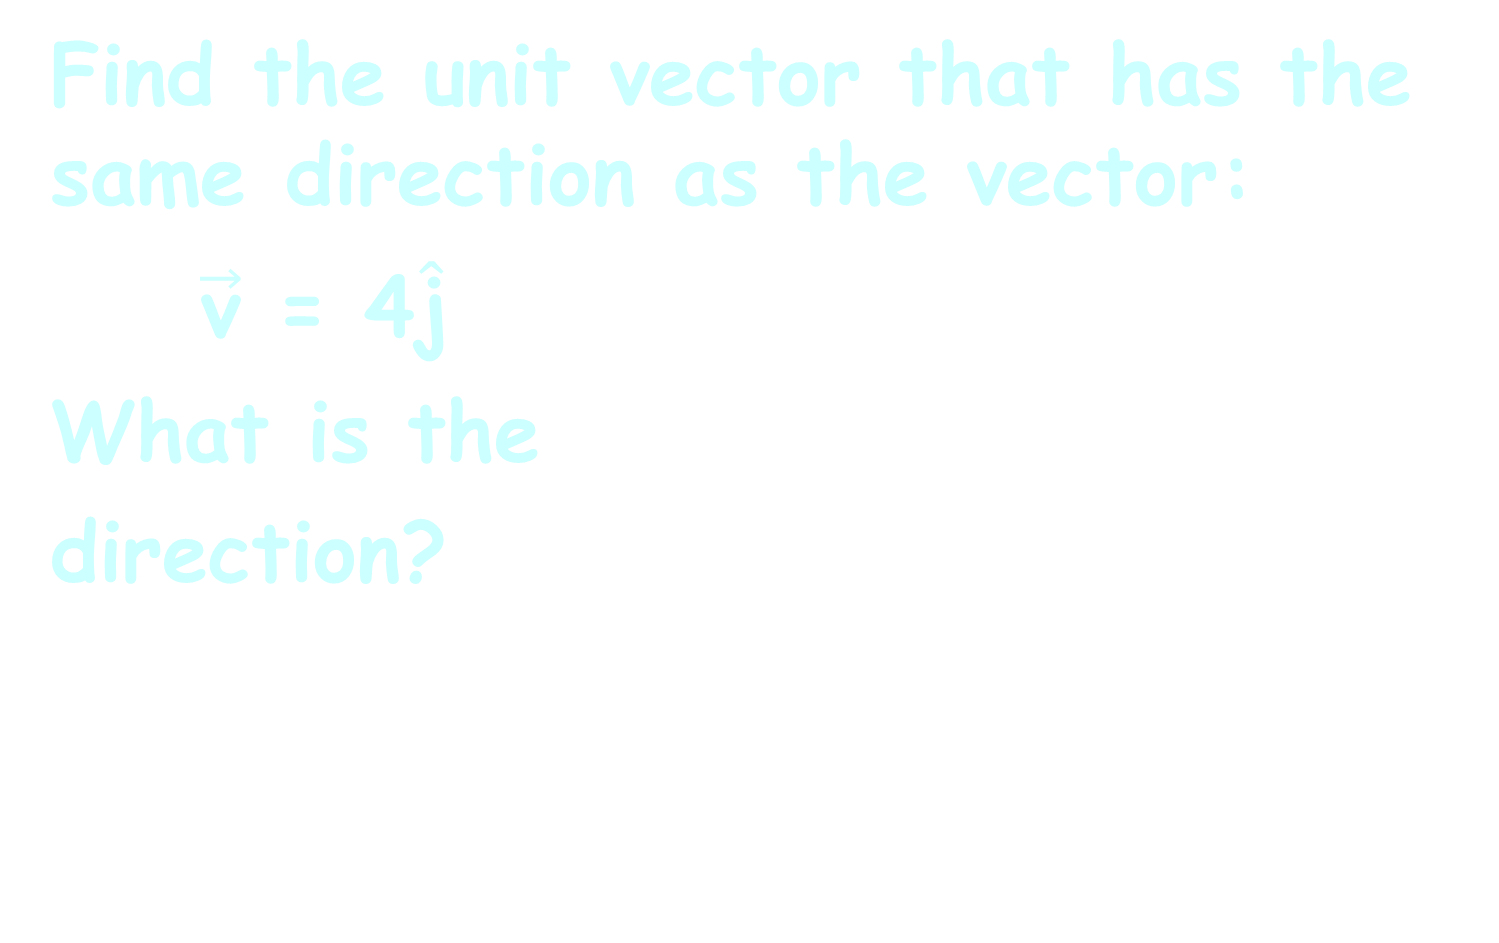 Find the unit vector that has the
same direction as the vector:
v⃗ = 4ĵ
What is the
direction?